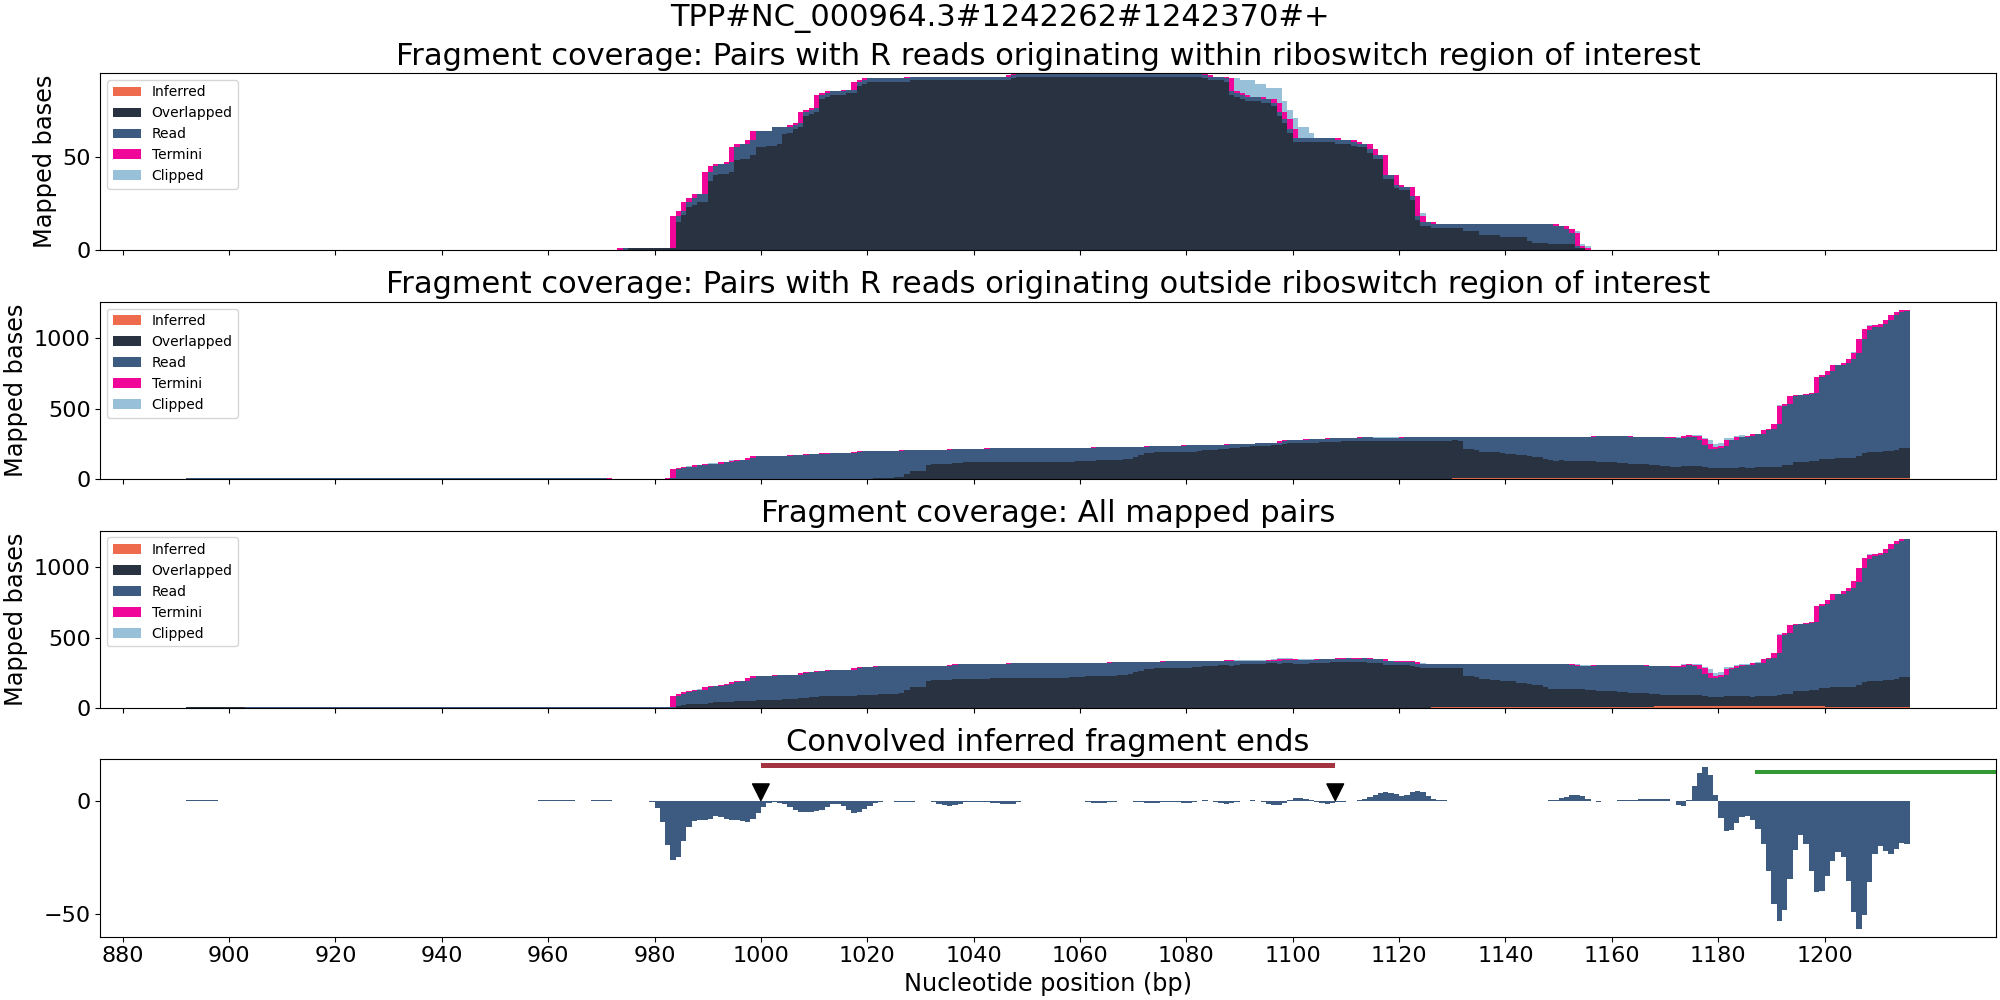 TPP#NC_000964.3#1242262#1242370#+
Fragment coverage: Pairs with R reads originating within riboswitch region of interest
Mapped bases
50
0
Inferred
Overlapped
Read
Termini
Clipped
Fragment coverage: Pairs with R reads originating outside riboswitch region of interest
Mapped bases
1000
500
0
Inferred
Overlapped
Read
Termini
Clipped
Fragment coverage: All mapped pairs
Mapped bases
1000
500
0
Inferred
Overlapped
Read
Termini
Clipped
Convolved inferred fragment ends
0
−50
880 900 920 940 960 980 1000 1020 1040 1060 1080 1100 1120 1140 1160 1180 1200
Nucleotide position (bp)